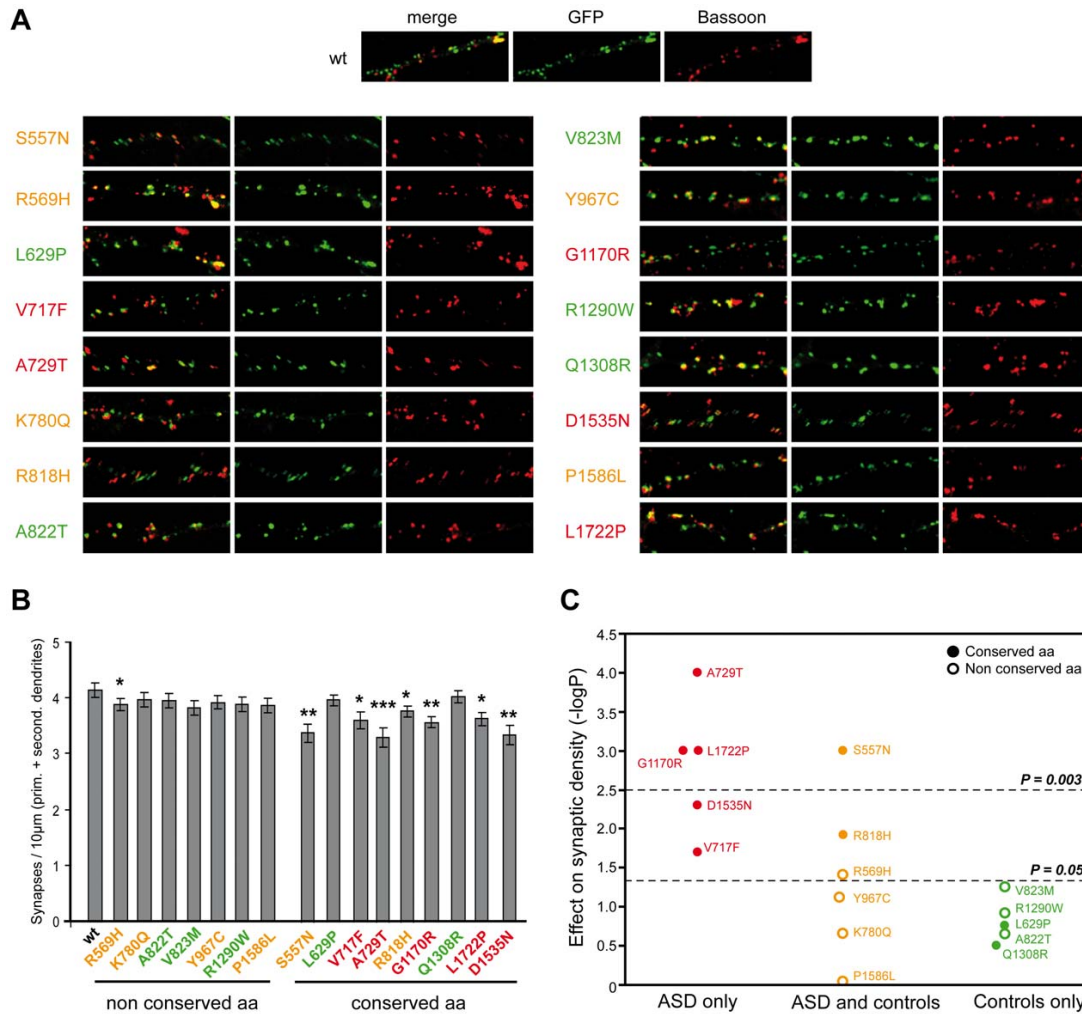 A
merge GFP Bassoon
wt
S557N
R569H
L629P
V717F
A729T
K780Q
R818H
A822T
V823M
Y967C
G1170R
R1290W
Q1308R
D1535N
P1586L
L1722P
B
Synapses / 10µm (prim. + second. dendrites)
5
4
3
2
1
0
* ** * *** * ** * **
wt R569H K780Q A822T V823M Y967C R1290W P1586L S557N L629P V717F A729T R818H G1170R Q1308R L1722P D1535N
non conserved aa conserved aa
C
Effect on synaptic density (-logP)
4.5
4.0
3.5
3.0
2.5
2.0
1.5
1.0
0.5
0
Conserved aa
Non conserved aa
A729T
G1170R
L1722P
D1535N
V717F
S557N
R818H
R569H
Y967C
K780Q
P1586L
P = 0.003
P = 0.05
V823M
R1290W
L629P
A822T
Q1308R
ASD only ASD and controls Controls only